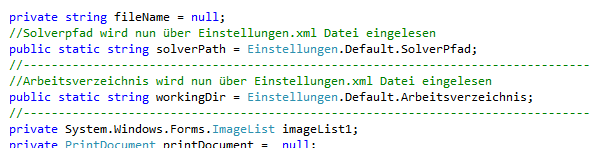 private string fileName = null;
//Solverpfad wird nun über Einstellungen.xml Datei eingelesen
public static string solverPath = Einstellungen.Default.SolverPfad;
//------------------------------------------------------------------------------
//Arbeitsverzeichnis wird nun über Einstellungen.xml Datei eingelesen
public static string workingDir = Einstellungen.Default.Arbeitsverzeichnis;
//------------------------------------------------------------------------------
private System.Windows.Forms.ImageList imageList1;
private PrintDocument printDocument =  null;